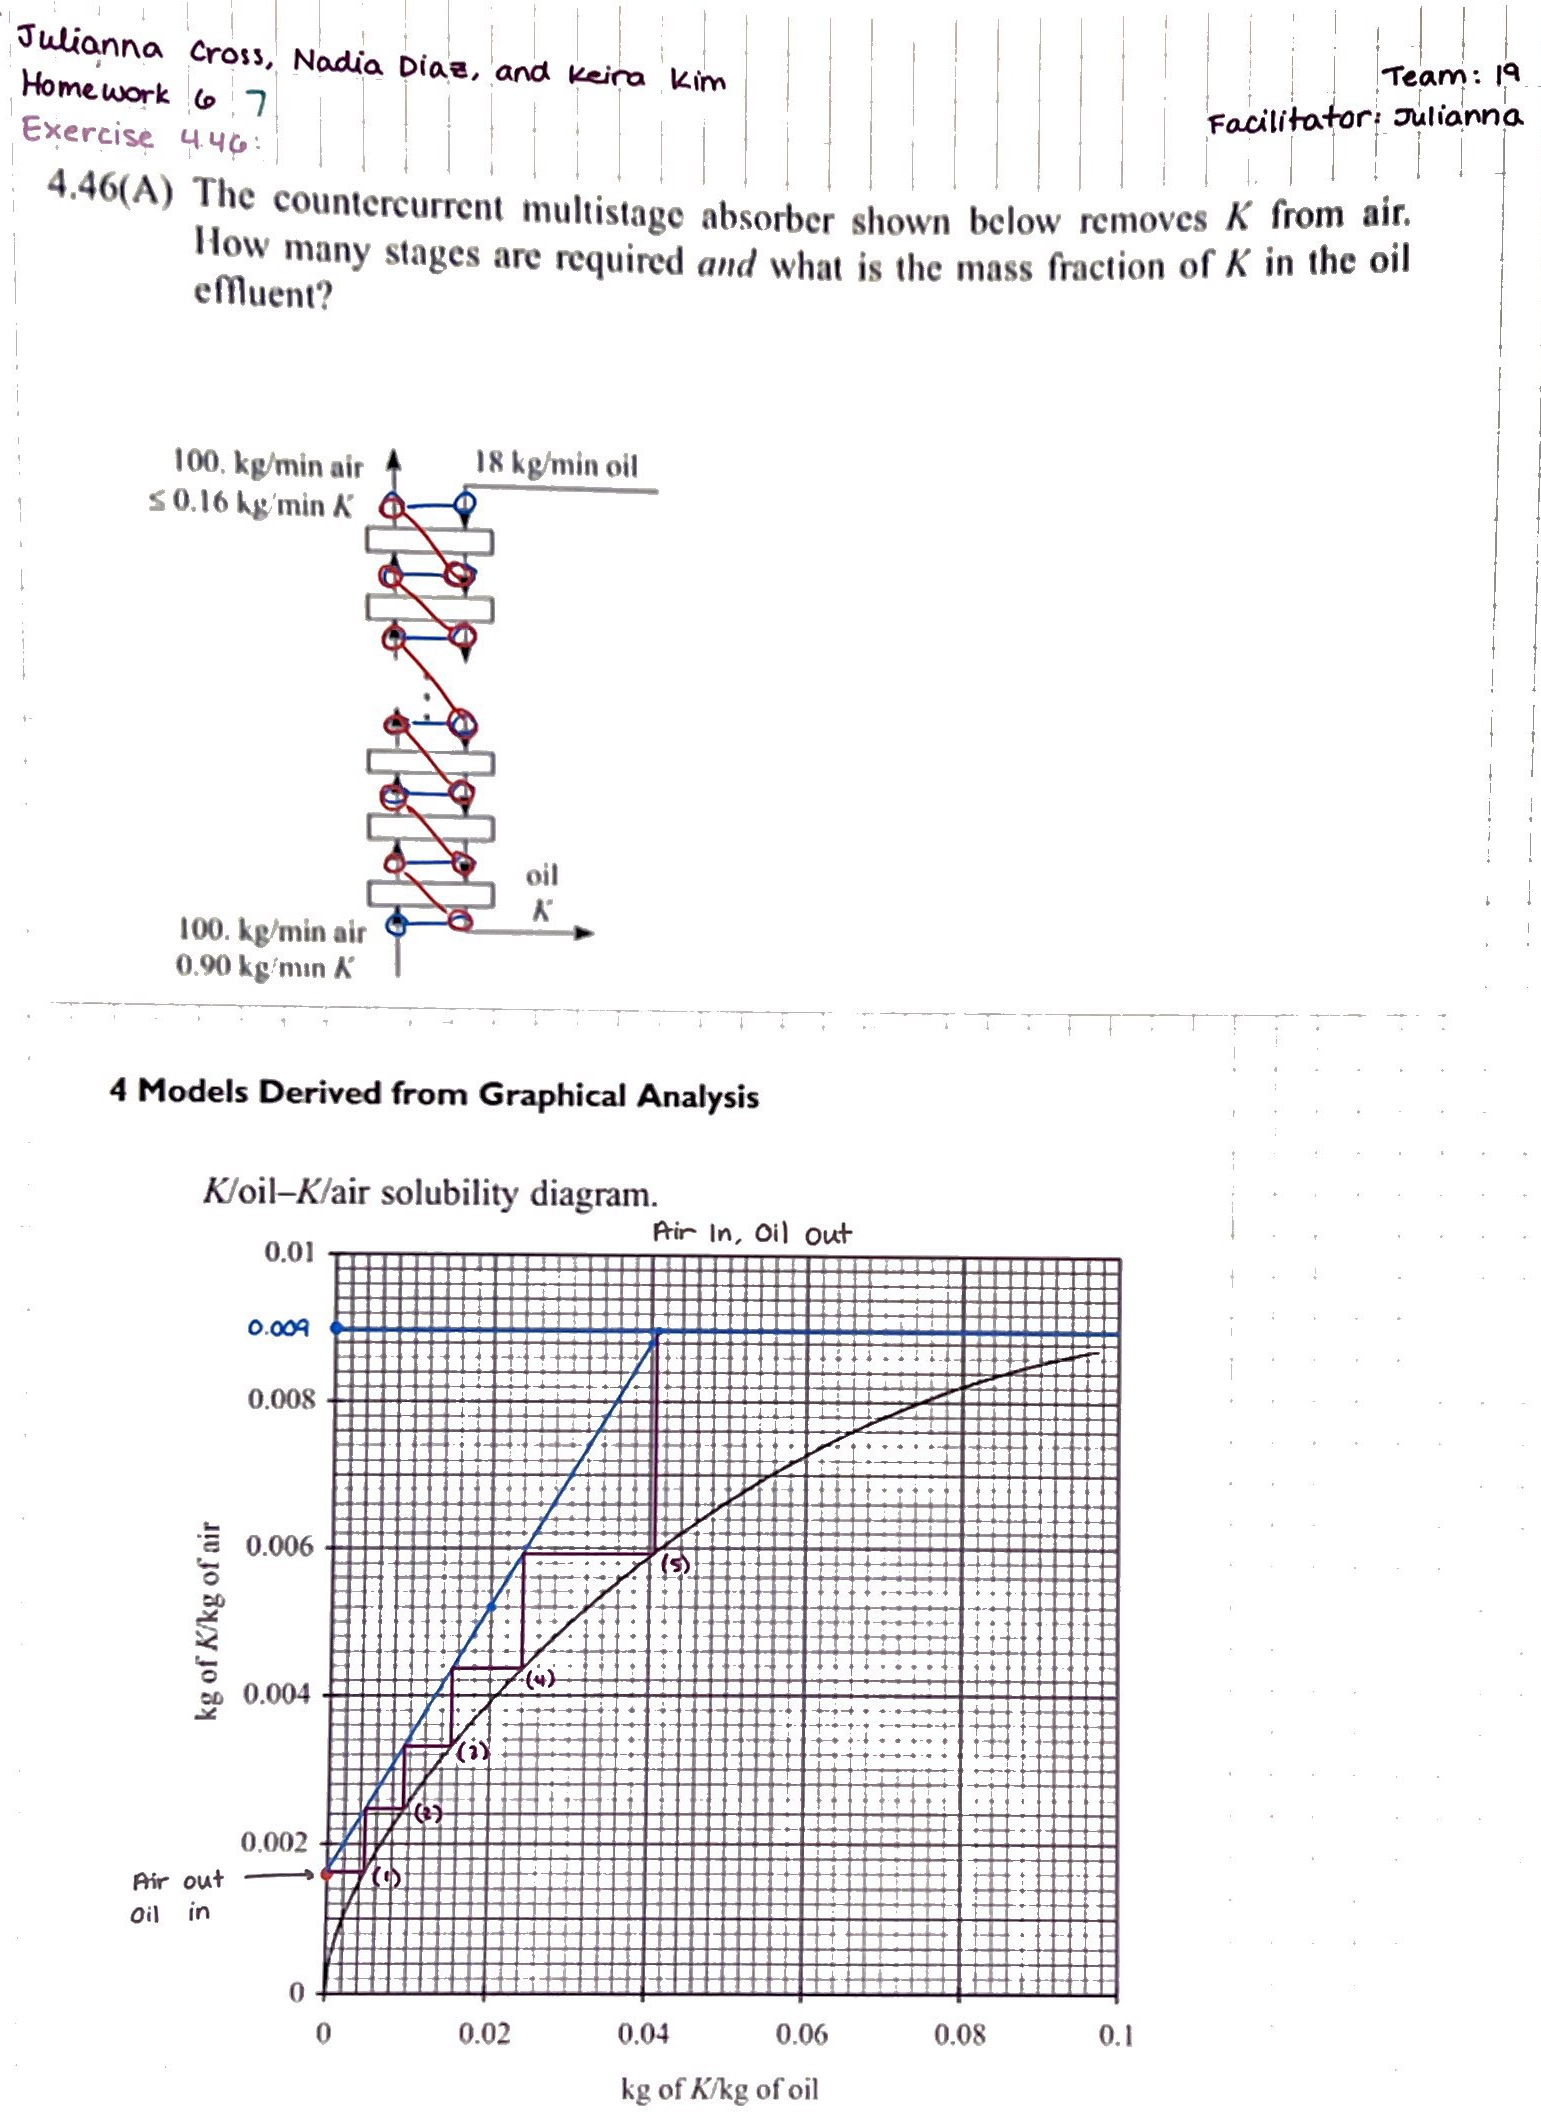 Julianna Cross, Nadia Diaz, and Keira Kim
Team: 19
Homework 6 7
Facilitator: Julianna
Exercise 4.46:
4.46(A) The countercurrent multistage absorber shown below removes K from air.
How many stages are required and what is the mass fraction of K in the oil
effluent?
100. kg/min air
18 kg/min oil
≤ 0.16 kg/min K
oil
K
100. kg/min air
0.90 kg/min K
4 Models Derived from Graphical Analysis
K/oil–K/air solubility diagram.
Air In, Oil Out
0.01
0.009
0.008
0.006
(5)
(4)
0.004
(3)
(2)
0.002
(1)
Air out
Oil in
0
0 0.02 0.04 0.06 0.08 0.1
kg of K/kg of air
kg of K/kg of oil